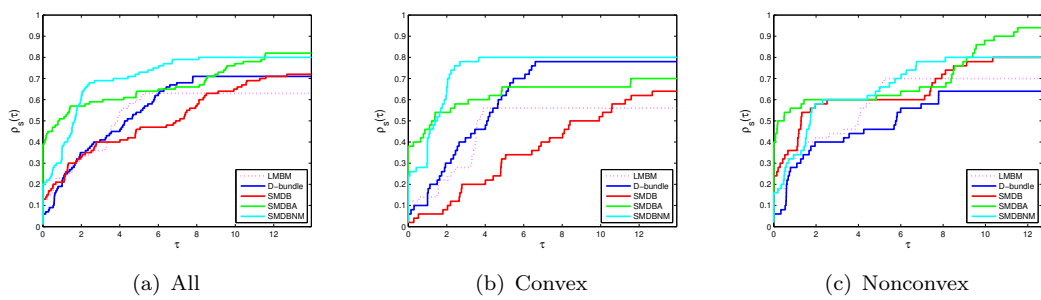 1
0.9
0.8
0.7
0.6
0.5
0.4
0.3
0.2
0.1
0
ρs(τ)
0 2 4 6 8 10 12
τ
LMBM
D-bundle
SMDB
SMDBA
SMDBNM
(a) All
1
0.9
0.8
0.7
0.6
0.5
0.4
0.3
0.2
0.1
0
ρs(τ)
0 2 4 6 8 10 12
τ
LMBM
D-bundle
SMDB
SMDBA
SMDBNM
(b) Convex
1
0.9
0.8
0.7
0.6
0.5
0.4
0.3
0.2
0.1
0
ρs(τ)
0 2 4 6 8 10 12
τ
LMBM
D-bundle
SMDB
SMDBA
SMDBNM
(c) Nonconvex